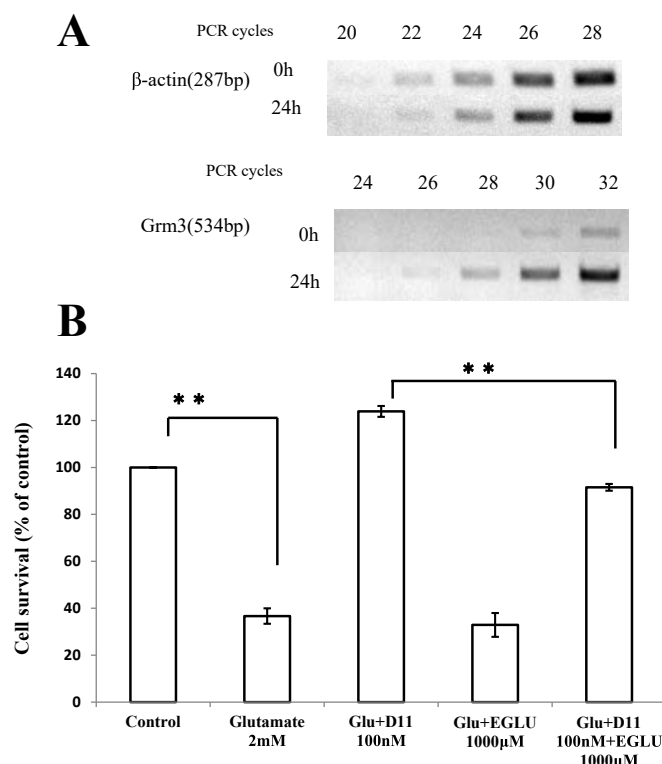 A
PCR cycles 20 22 24 26 28
0h
β-actin(287bp)
24h
PCR cycles
24 26 28 30 32
Grm3(534bp)
0h
24h
B
140
120
100
80
60
40
20
0
Cell survival (% of control)
* *
* *
Control
Glutamate
2mM
Glu+D11
100nM
Glu+EGLU
1000μM
Glu+D11
100nM+EGLU
1000μM